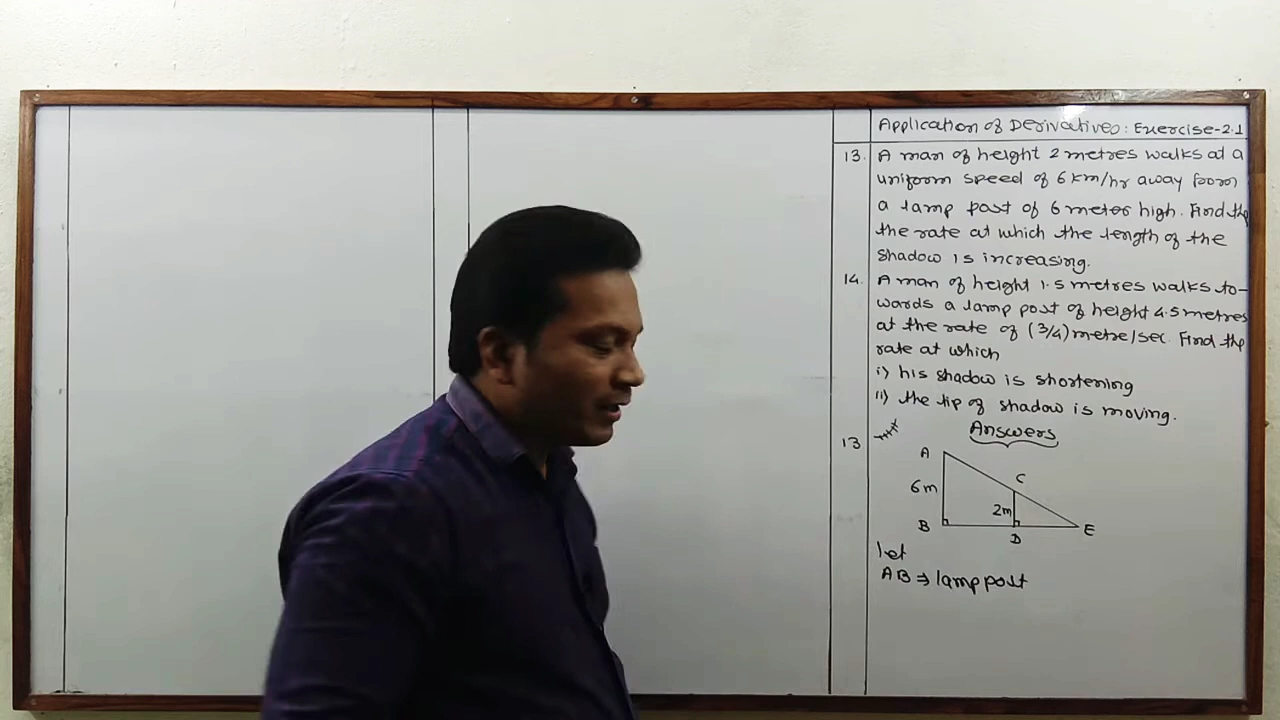 Application of Derivatives: Exercise-2.1
13. A man of height 2 metres walks at a
uniform speed of 6 km/hr away from
a lamp post of 6 meter high. Find the
the rate at which the length of the
shadow is increasing.
14. A man of height 1.5 metres walks to-
wards a lamp post of height 4.5 metres
at the rate of (3/4) metre/sec. Find the
rate at which
i) his shadow is shortening
ii) the tip of shadow is moving.
Answers
13
A
C
6m
2m
B
D
E
let
AB ⇒ lamp post